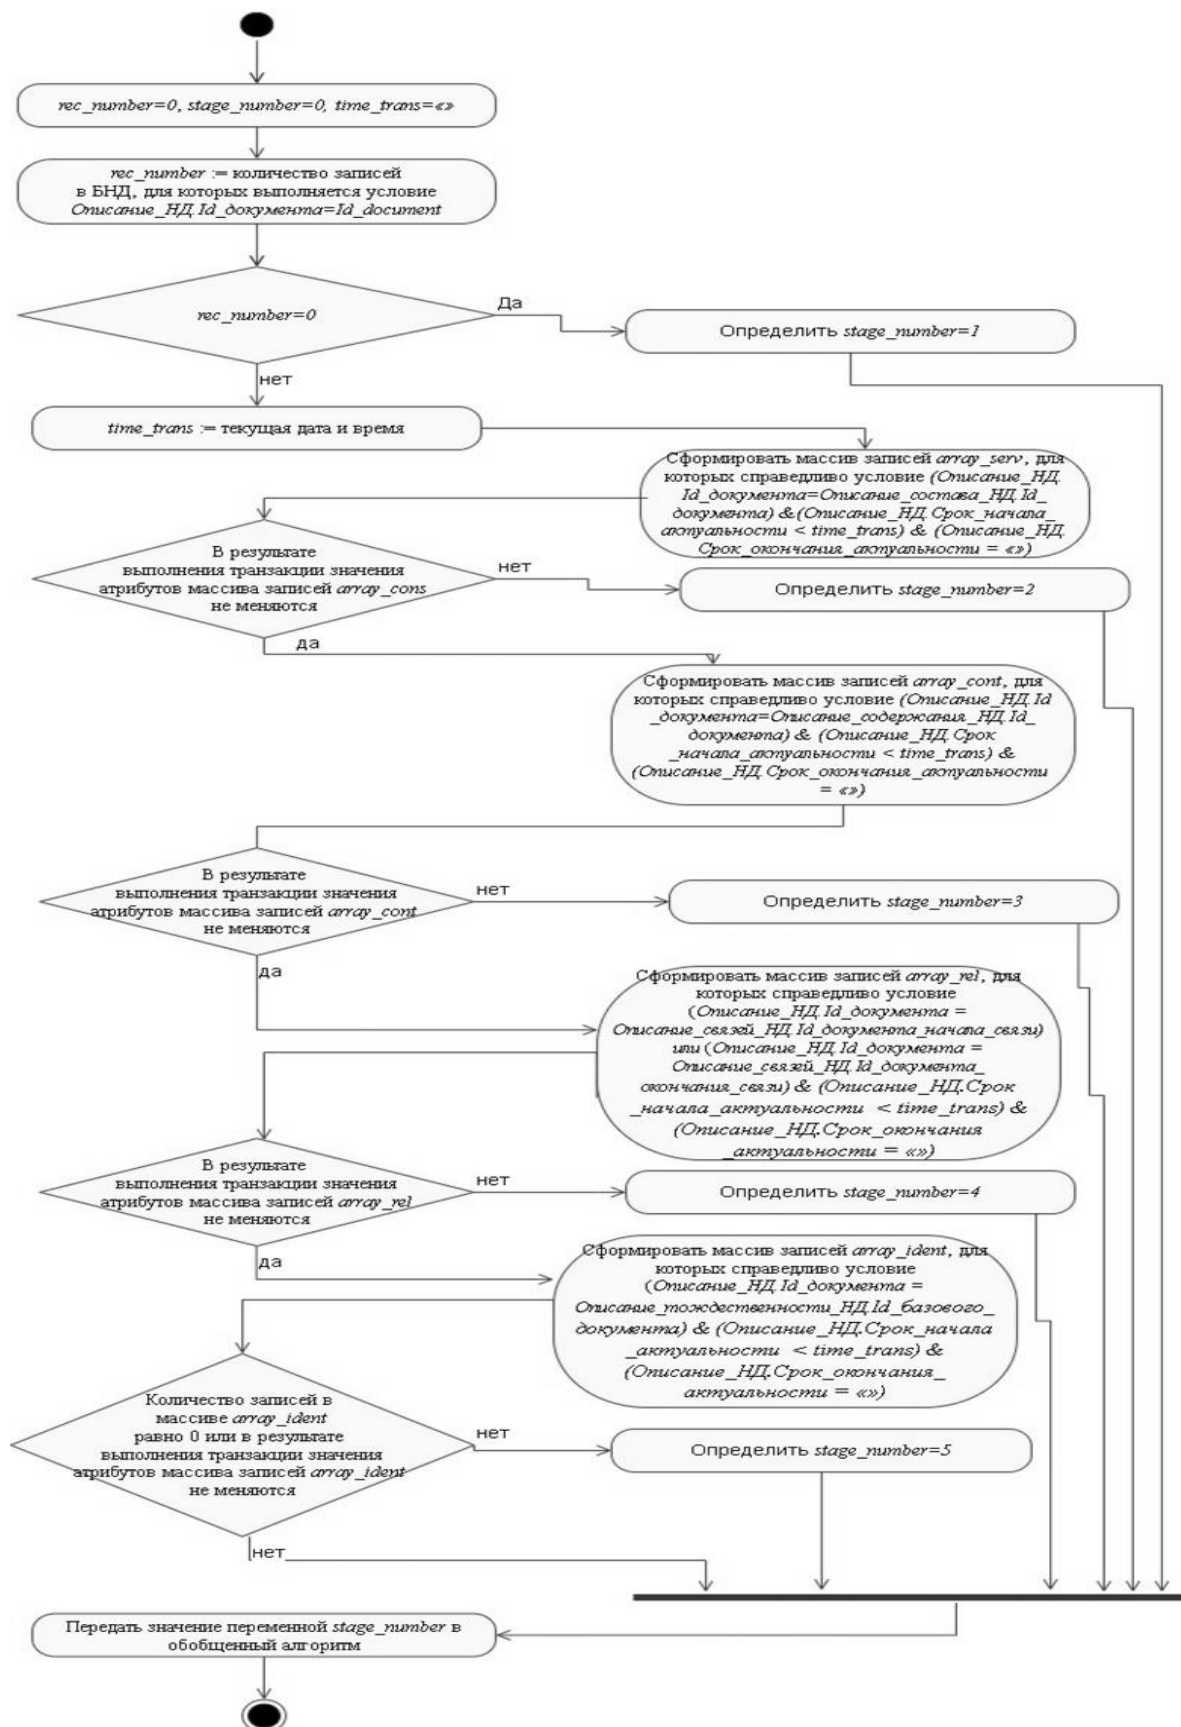 rec_number=0, stage_number=0, time_trans=«»
rec_number := количество записей
в БНД, для которых выполняется условие
Описание_НД.Id_документа=Id_document
rec_number=0
Да
Определить stage_number=1
нет
time_trans := текущая дата и время
Сформировать массив записей array_serv, для
которых справедливо условие (Описание_НД.
Id_документа=Описание_состава_НД.Id_
документа) &(Описание_НД.Срок_начала_
актуальности < time_trans) & (Описание_НД.
Срок_окончания_актуальности = «»)
В результате
выполнения транзакции значения
атрибутов массива записей array_cons
не меняются
нет
Определить stage_number=2
да
Сформировать массив записей array_cont, для
которых справедливо условие (Описание_НД.Id
_документа=Описание_содержания_НД.Id_
документа) & (Описание_НД.Срок
_начала_актуальности < time_trans) &
(Описание_НД.Срок_окончания_актуальности
= «»)
В результате
выполнения транзакции значения
атрибутов массива записей array_cont
не меняются
нет
Определить stage_number=3
да
Сформировать массив записей array_rel, для
которых справедливо условие
(Описание_НД.Id_документа =
Описание_связей_НД.Id_документа_начала_связи)
или (Описание_НД.Id_документа =
Описание_связей_НД.Id_документа_
окончания_связи) & (Описание_НД.Срок
_начала_актуальности < time_trans) &
(Описание_НД.Срок_окончания
_актуальности = «»)
В результате
выполнения транзакции значения
атрибутов массива записей array_rel
не меняются
нет
Определить stage_number=4
да
Сформировать массив записей array_ident, для
которых справедливо условие
(Описание_НД.Id_документа =
Описание_тождественности_НД.Id_базового_
документа) & (Описание_НД.Срок_начала
_актуальности < time_trans) &
(Описание_НД.Срок_окончания_
актуальности = «»)
Количество записей в
массиве array_ident
равно 0 или в результате
выполнения транзакции значения
атрибутов массива записей array_ident
не меняются
нет
Определить stage_number=5
нет
Передать значение переменной stage_number в
обобщенный алгоритм